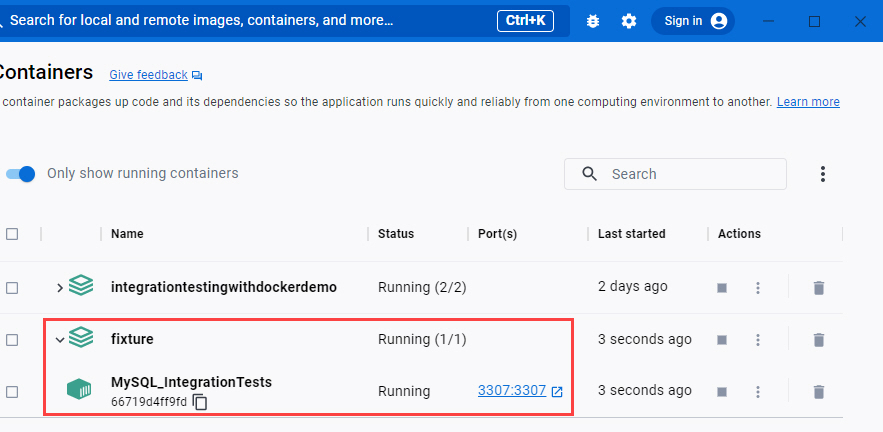 Search for local and remote images, containers, and more... Ctrl+K Sign in
Containers Give feedback
container packages up code and its dependencies so the application runs quickly and reliably from one computing environment to another. Learn more
Only show running containers Search
Name Status Port(s) Last started Actions
integrationtestingwithdockerdemo Running (2/2) 2 days ago
fixture Running (1/1) 3 seconds ago
MySQL_IntegrationTests Running 3307:3307 3 seconds ago
66719d4ff9fd